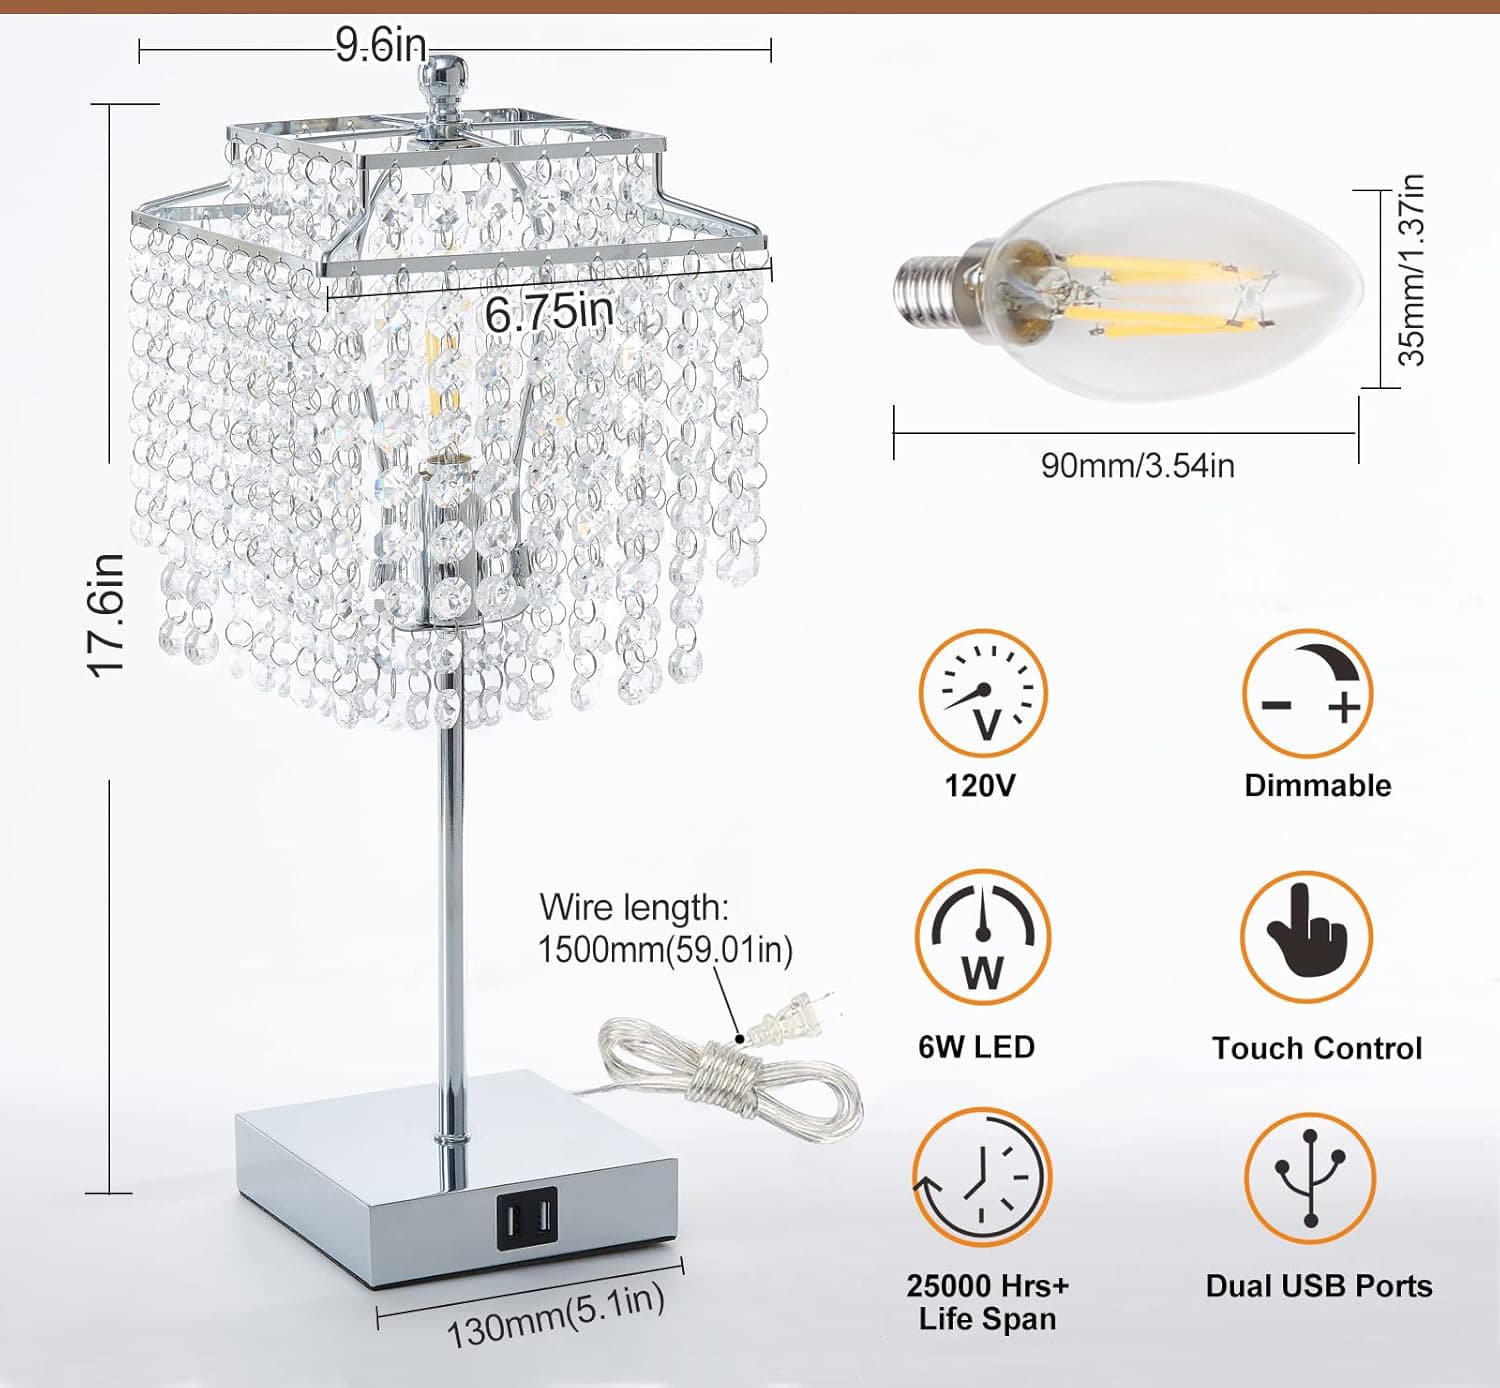 9.6in
6.75in
17.6in
35mm/1.37in
90mm/3.54in
V
120V
Dimmable
Wire length:
1500mm(59.01in)
W
6W LED
Touch Control
130mm(5.1in)
25000 Hrs+
Life Span
Dual USB Ports